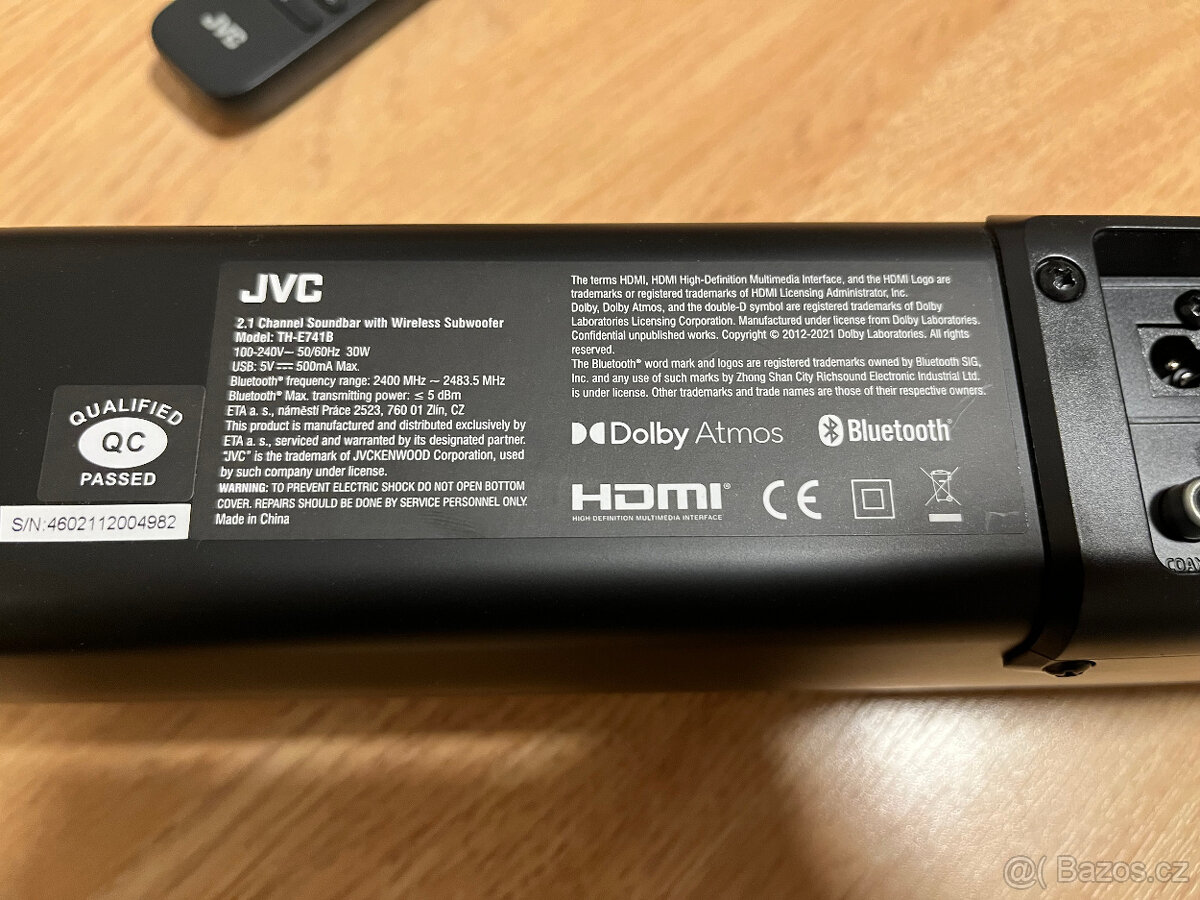 JVC
JVC
2.1 Channel Soundbar with Wireless Subwoofer
Model: TH-E741B
100-240V~ 50/60Hz 30W
USB: 5V⎓ 500mA Max.
Bluetooth® frequency range: 2400 MHz ~ 2483.5 MHz
Bluetooth® Max. transmitting power: ≤ 5 dBm
ETA a. s., náměstí Práce 2523, 760 01 Zlín, CZ
This product is manufactured and distributed exclusively by
ETA a. s., serviced and warranted by its designated partner.
"JVC" is the trademark of JVCKENWOOD Corporation, used
by such company under license.
WARNING: TO PREVENT ELECTRIC SHOCK DO NOT OPEN BOTTOM
COVER. REPAIRS SHOULD BE DONE BY SERVICE PERSONNEL ONLY.
Made in China
The terms HDMI, HDMI High-Definition Multimedia Interface, and the HDMI Logo are
trademarks or registered trademarks of HDMI Licensing Administrator, Inc.
Dolby, Dolby Atmos, and the double-D symbol are registered trademarks of Dolby
Laboratories Licensing Corporation. Manufactured under license from Dolby Laboratories.
Confidential unpublished works. Copyright © 2012-2021 Dolby Laboratories. All rights
reserved.
The Bluetooth® word mark and logos are registered trademarks owned by Bluetooth SIG,
Inc. and any use of such marks by Zhong Shan City Richsound Electronic Industrial Ltd.
is under license. Other trademarks and trade names are those of their respective owners.
Dolby Atmos
Bluetooth®
HDMI®
HIGH-DEFINITION MULTIMEDIA INTERFACE
CE
QUALIFIED
QC
PASSED
S/N:4602112004982
COAX
@( Bazos.cz